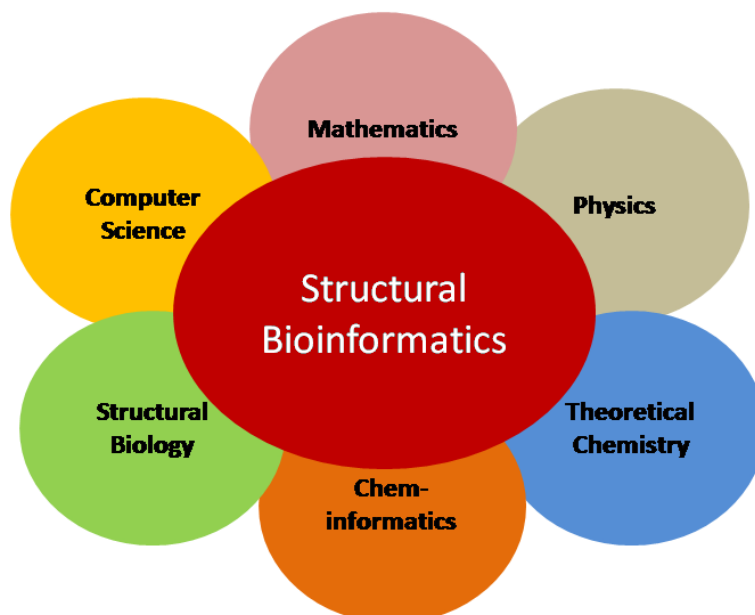 Mathematics
Computer
Science
Physics
Structural
Bioinformatics
Structural
Biology
Theoretical
Chemistry
Chem-
informatics